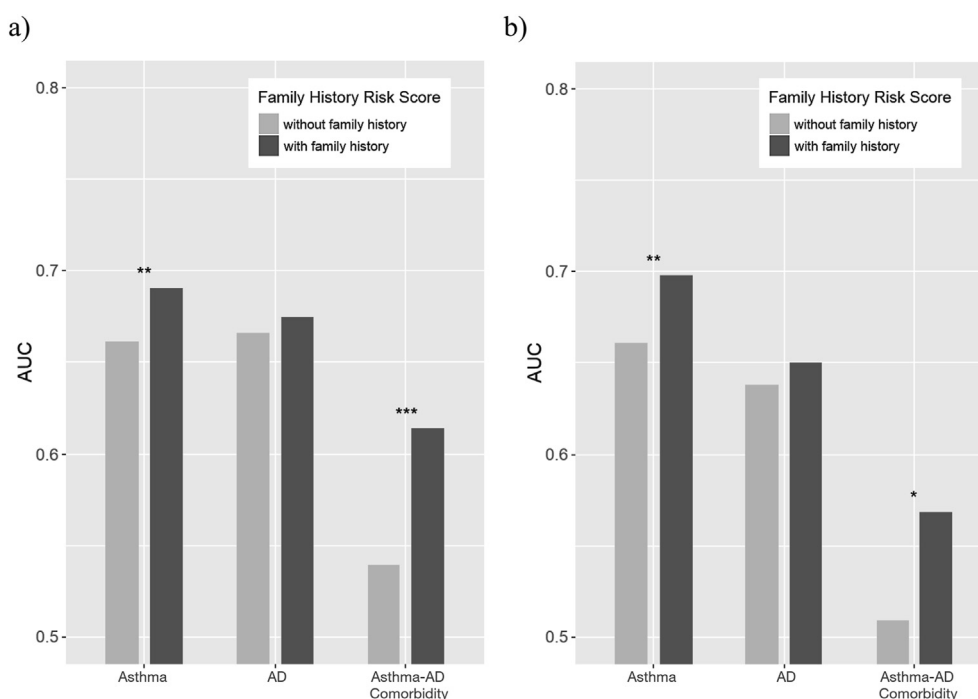 a)
0.8
0.7
0.6
0.5
AUC
Family History Risk Score
without family history
with family history
**
***
Asthma
AD
Asthma-AD
Comorbidity
b)
0.8
0.7
0.6
0.5
AUC
Family History Risk Score
without family history
with family history
**
*
Asthma
AD
Asthma-AD
Comorbidity